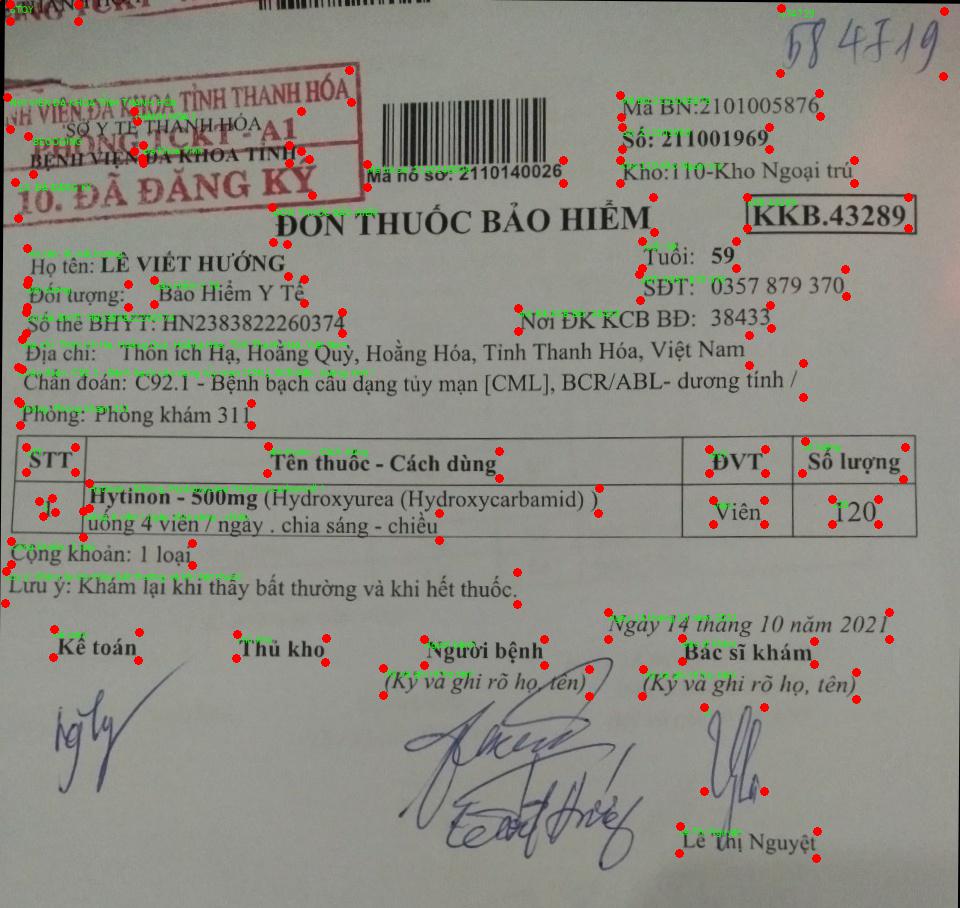 584719
BỆNH VIỆN ĐA KHOA TỈNH THANH HÓA
SỞ Y TẾ THANH HÓA
PHÒNG TCKT - A1
BỆNH VIỆN ĐA KHOA TỈNH
10. ĐÃ ĐĂNG KÝ
Mã hồ sơ: 2110140026
Mã BN:2101005876
Số: 211001969
Kho:110-Kho Ngoại trú
ĐƠN THUỐC BẢO HIỂM
KKB.43289
Họ tên: LÊ VIẾT HƯỚNG Tuổi: 59
Đối tượng: Bảo Hiểm Y Tế SĐT: 0357 879 370
Số thẻ BHYT: HN2383822260374 Nơi ĐK KCB BĐ: 38433
Địa chỉ: Thôn ích Hạ, Hoằng Quỳ, Hoằng Hóa, Tỉnh Thanh Hóa, Việt Nam
Chẩn đoán: C92.1 - Bệnh bạch cầu dạng tủy mạn [CML], BCR/ABL- dương tính /
Phòng: Phòng khám 311
STT Tên thuốc - Cách dùng ĐVT Số lượng
1 Hytinon - 500mg (Hydroxyurea (Hydroxycarbamid) ) Viên 120
uống 4 viên / ngày . chia sáng - chiều
Cộng khoản: 1 loại
Lưu ý: Khám lại khi thấy bất thường và khi hết thuốc.
Ngày 14 tháng 10 năm 2021
Kế toán Thủ kho Người bệnh Bác sĩ khám
(Ký và ghi rõ họ, tên) (Ký và ghi rõ họ, tên)
Lê Thị Nguyệt